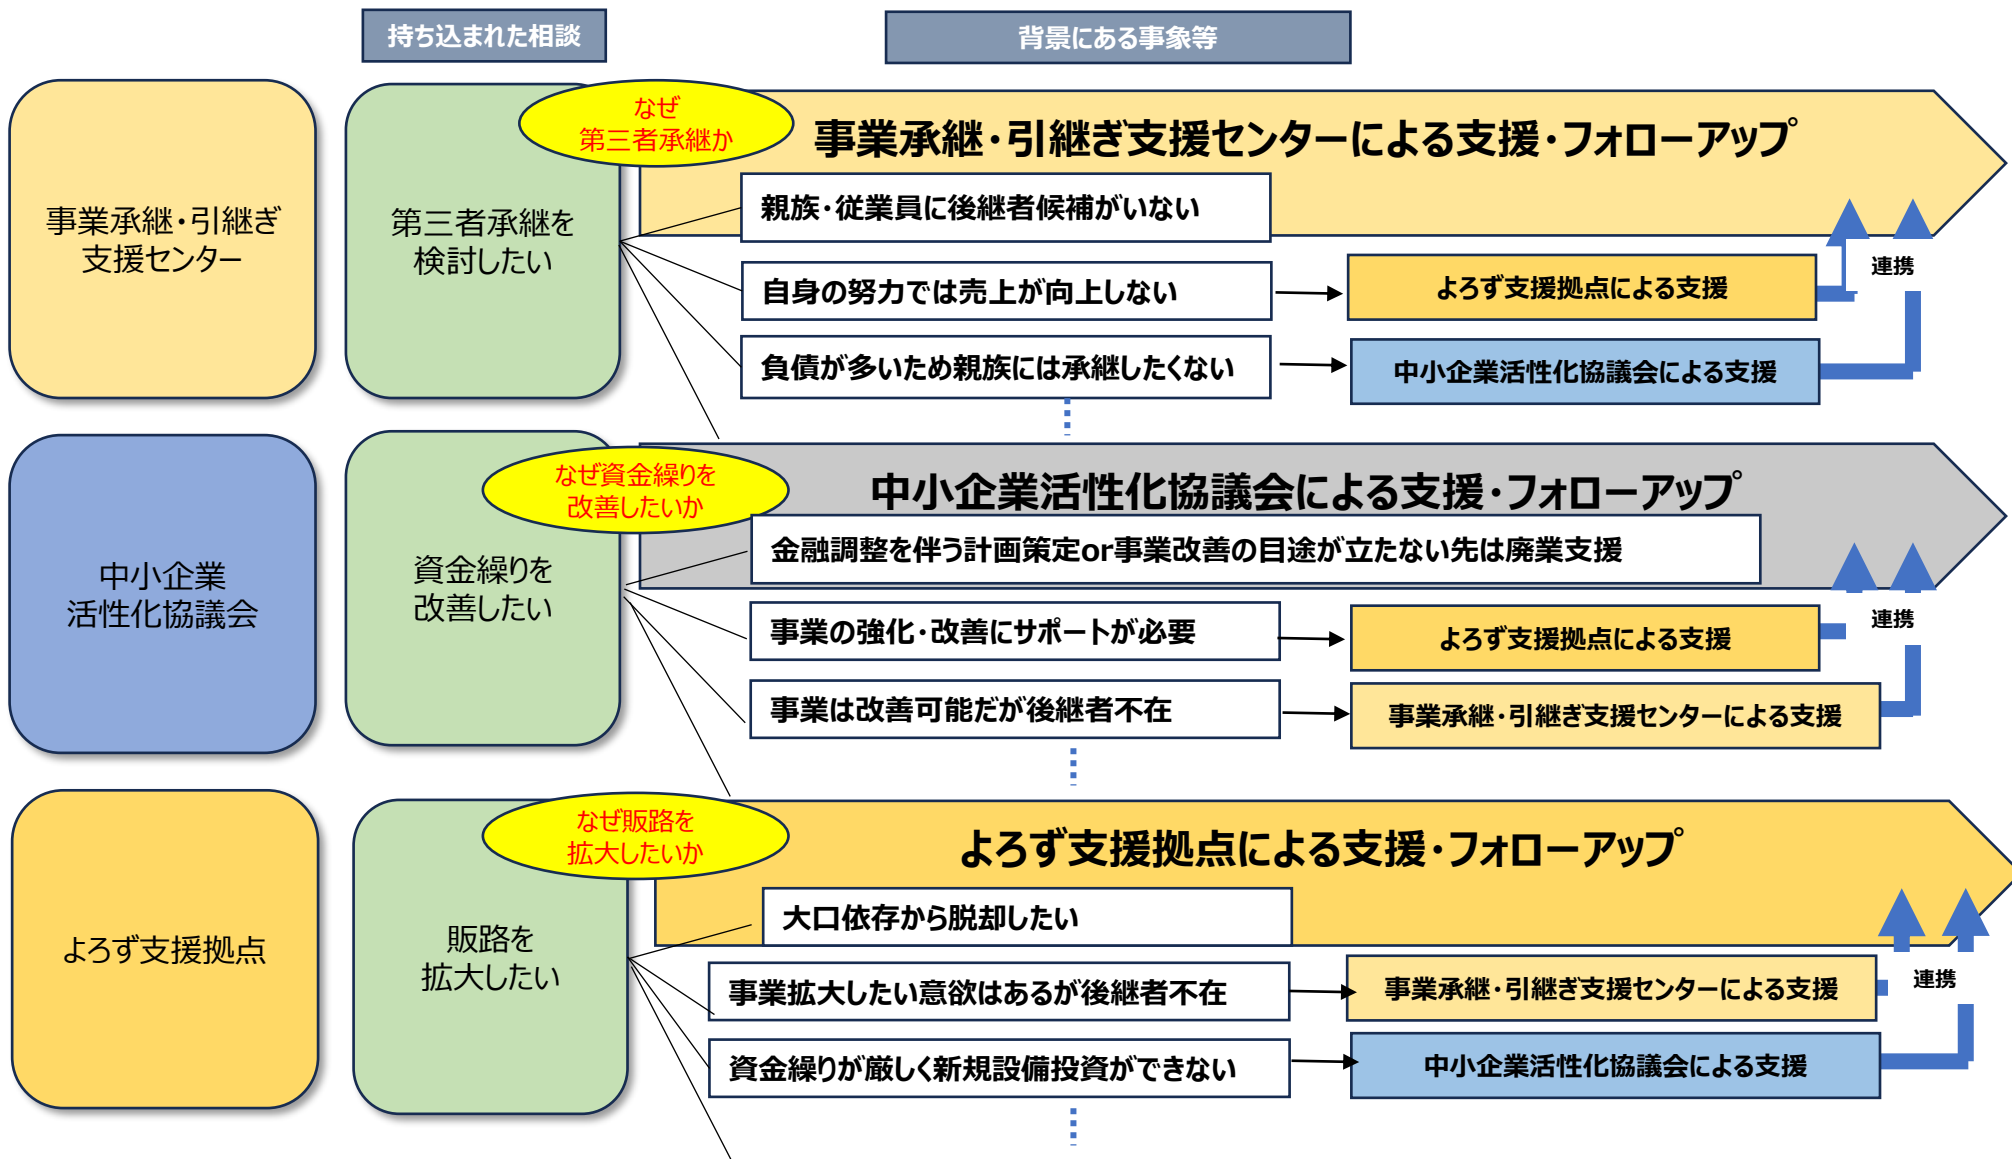 持ち込まれた相談
背景にある事象等
事業承継・引継ぎ
支援センター
第三者承継を
検討したい
なぜ
第三者承継か
事業承継・引継ぎ支援センターによる支援・フォローアップ
親族・従業員に後継者候補がいない
自身の努力では売上が向上しない
よろず支援拠点による支援
連携
負債が多いため親族には承継したくない
中小企業活性化協議会による支援
中小企業
活性化協議会
資金繰りを
改善したい
なぜ資金繰りを
改善したいか
中小企業活性化協議会による支援・フォローアップ
金融調整を伴う計画策定or事業改善の目途が立たない先は廃業支援
事業の強化・改善にサポートが必要
よろず支援拠点による支援
連携
事業は改善可能だが後継者不在
事業承継・引継ぎ支援センターによる支援
よろず支援拠点
販路を
拡大したい
なぜ販路を
拡大したいか
よろず支援拠点による支援・フォローアップ
大口依存から脱却したい
事業拡大したい意欲はあるが後継者不在
事業承継・引継ぎ支援センターによる支援
連携
資金繰りが厳しく新規設備投資ができない
中小企業活性化協議会による支援